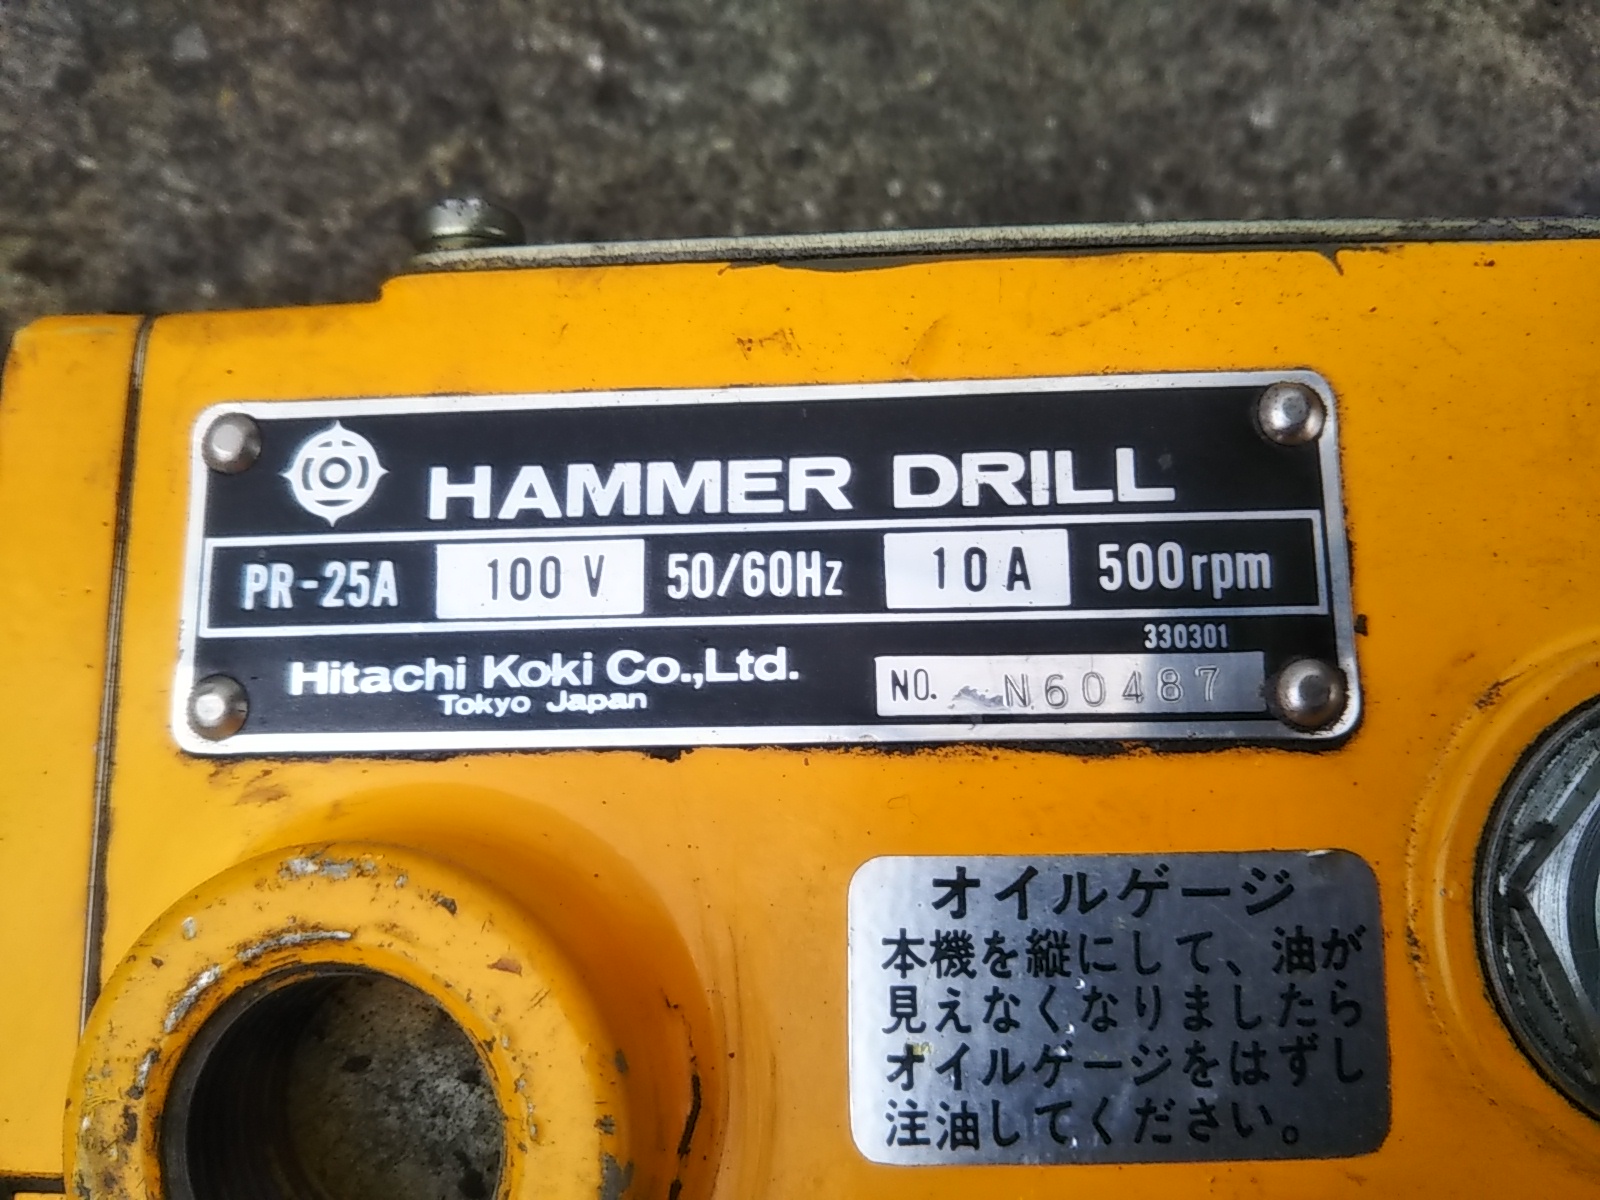 HAMMER DRILL
PR-25A 100 V 50/60Hz 10 A 500rpm
330301
Hitachi Koki Co.,Ltd.
Tokyo Japan
NO. N60487
オイルゲージ
本機を縦にして、油が
見えなくなりましたら
オイルゲージをはずし
注油してください。